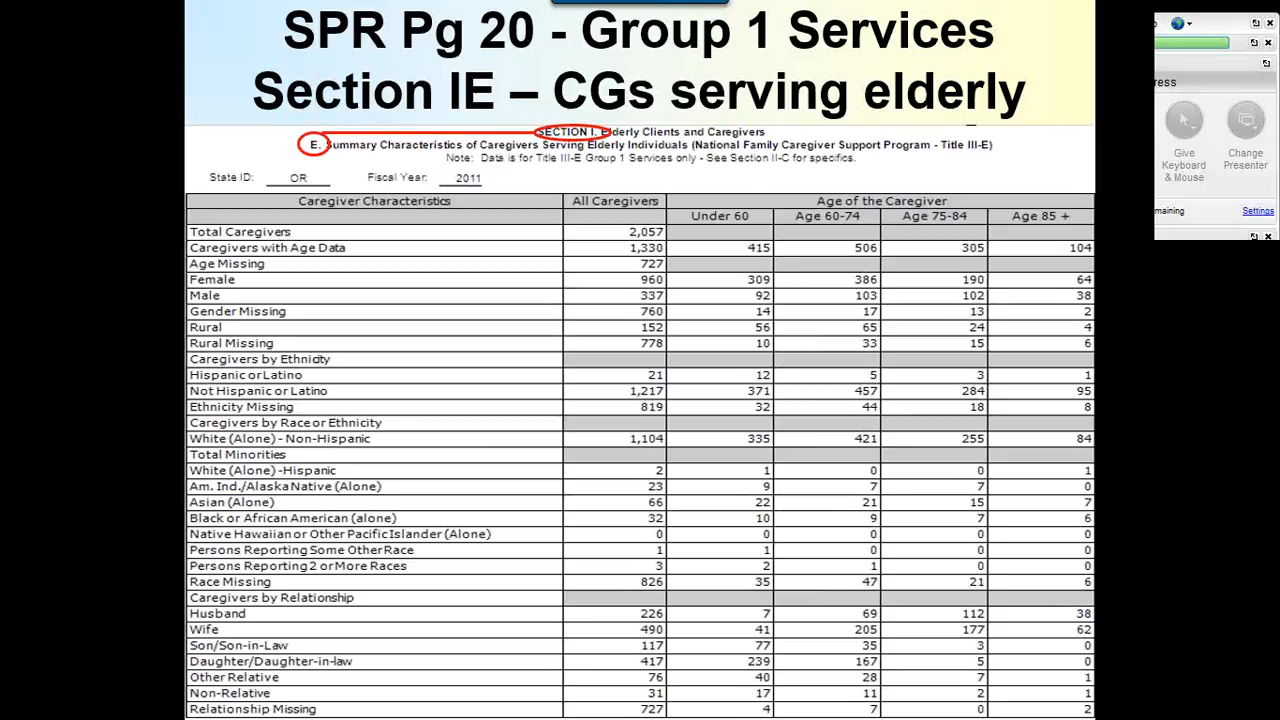 SPR Pg 20 - Group 1 Services
Section IE – CGs serving elderly
SECTION I. Elderly Clients and Caregivers
E. Summary Characteristics of Caregivers Serving Elderly Individuals (National Family Caregiver Support Program - Title III-E)
Note: Data is for Title III-E Group 1 Services only - See Section II-C for specifics.
State ID: OR Fiscal Year: 2011
Caregiver Characteristics All Caregivers Age of the Caregiver
Under 60 Age 60-74 Age 75-84 Age 85 +
Total Caregivers 2,057
Caregivers with Age Data 1,330 415 506 305 104
Age Missing 727
Female 960 309 386 190 64
Male 337 92 103 102 38
Gender Missing 760 14 17 13 2
Rural 152 56 65 24 4
Rural Missing 778 10 33 15 6
Caregivers by Ethnicity
Hispanic or Latino 21 12 5 3 1
Not Hispanic or Latino 1,217 371 457 284 95
Ethnicity Missing 819 32 44 18 8
Caregivers by Race or Ethnicity
White (Alone) - Non-Hispanic 1,104 335 421 255 84
Total Minorities
White (Alone) -Hispanic 2 1 0 0 1
Am. Ind./Alaska Native (Alone) 23 9 7 7 0
Asian (Alone) 66 22 21 15 7
Black or African American (alone) 32 10 9 7 6
Native Hawaiian or Other Pacific Islander (Alone) 0 0 0 0 0
Persons Reporting Some Other Race 1 1 0 0 0
Persons Reporting 2 or More Races 3 2 1 0 0
Race Missing 826 35 47 21 6
Caregivers by Relationship
Husband 226 7 69 112 38
Wife 490 41 205 177 62
Son/Son-in-Law 117 77 35 3 0
Daughter/Daughter-in-law 417 239 167 5 0
Other Relative 76 40 28 7 1
Non-Relative 31 17 11 2 1
Relationship Missing 727 4 7 0 2
ress
Give
Keyboard
& Mouse
Change
Presenter
maining Settings